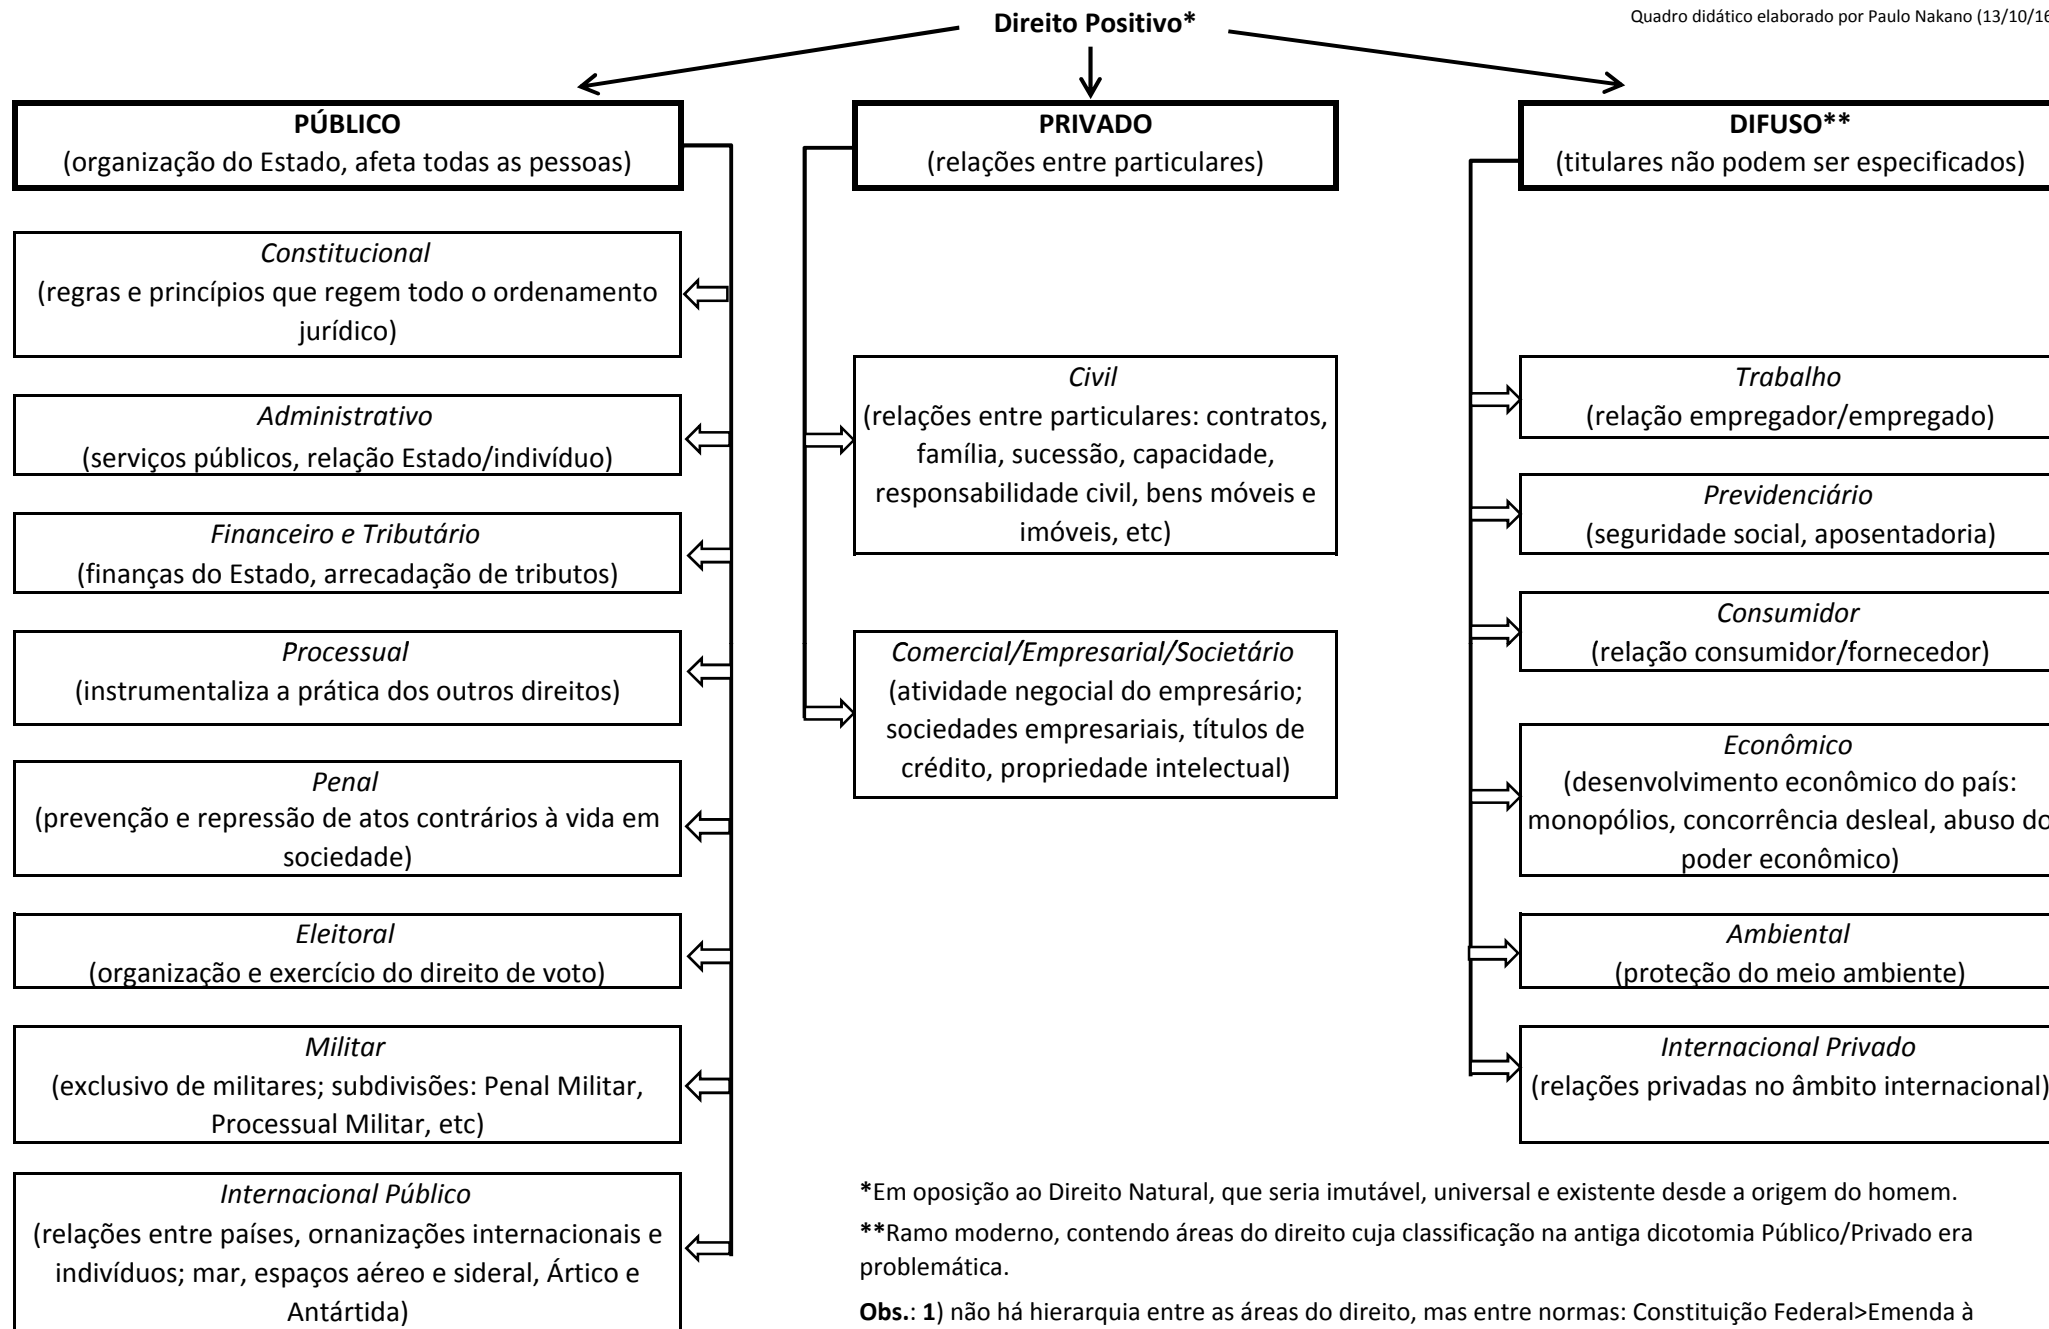 Direito Positivo*
Quadro didático elaborado por Paulo Nakano (13/10/16
PÚBLICO
(organização do Estado, afeta todas as pessoas)
Constitucional
(regras e princípios que regem todo o ordenamento
jurídico)
Administrativo
(serviços públicos, relação Estado/indivíduo)
Financeiro e Tributário
(finanças do Estado, arrecadação de tributos)
Processual
(instrumentaliza a prática dos outros direitos)
Penal
(prevenção e repressão de atos contrários à vida em
sociedade)
Eleitoral
(organização e exercício do direito de voto)
Militar
(exclusivo de militares; subdivisões: Penal Militar,
Processual Militar, etc)
Internacional Público
(relações entre países, ornanizações internacionais e
indivíduos; mar, espaços aéreo e sideral, Ártico e
Antártida)
PRIVADO
(relações entre particulares)
Civil
(relações entre particulares: contratos,
família, sucessão, capacidade,
responsabilidade civil, bens móveis e
imóveis, etc)
Comercial/Empresarial/Societário
(atividade negocial do empresário;
sociedades empresariais, títulos de
crédito, propriedade intelectual)
DIFUSO**
(titulares não podem ser especificados)
Trabalho
(relação empregador/empregado)
Previdenciário
(seguridade social, aposentadoria)
Consumidor
(relação consumidor/fornecedor)
Econômico
(desenvolvimento econômico do país:
monopólios, concorrência desleal, abuso do
poder econômico)
Ambiental
(proteção do meio ambiente)
Internacional Privado
(relações privadas no âmbito internacional)
*Em oposição ao Direito Natural, que seria imutável, universal e existente desde a origem do homem.
**Ramo moderno, contendo áreas do direito cuja classificação na antiga dicotomia Público/Privado era
problemática.
Obs.: 1) não há hierarquia entre as áreas do direito, mas entre normas: Constituição Federal>Emenda à